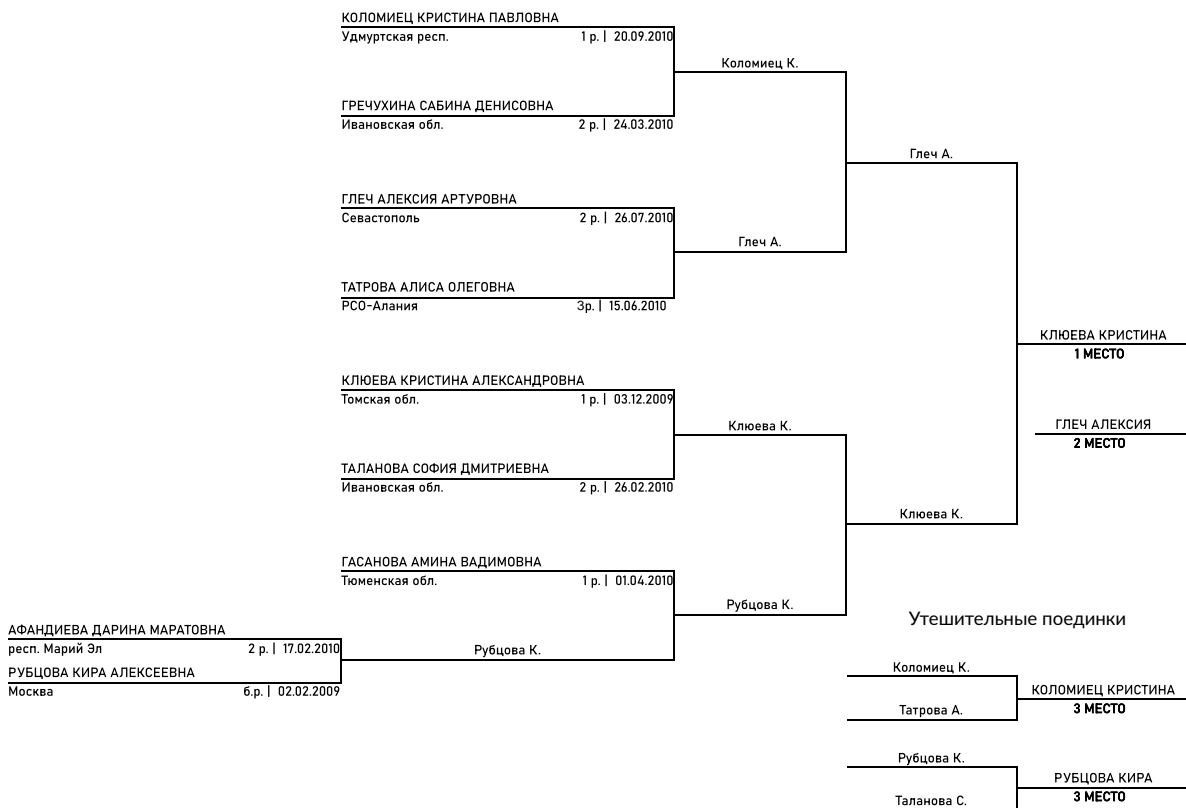 КОЛОМИЕЦ КРИСТИНА ПАВЛОВНА
Удмуртская респ. 1 р. | 20.09.2010
Коломиец К.
ГРЕЧУХИНА САБИНА ДЕНИСОВНА
Ивановская обл. 2 р. | 24.03.2010
Глеч А.
ГЛЕЧ АЛЕКСИЯ АРТУРОВНА
Севастополь 2 р. | 26.07.2010
Глеч А.
ТАТРОВА АЛИСА ОЛЕГОВНА
РСО-Алания 3р. | 15.06.2010
КЛЮЕВА КРИСТИНА
1 МЕСТО
КЛЮЕВА КРИСТИНА АЛЕКСАНДРОВНА
Томская обл. 1 р. | 03.12.2009
Клюева К.
ГЛЕЧ АЛЕКСИЯ
2 МЕСТО
ТАЛАНОВА СОФИЯ ДМИТРИЕВНА
Ивановская обл. 2 р. | 26.02.2010
Клюева К.
ГАСАНОВА АМИНА ВАДИМОВНА
Тюменская обл. 1 р. | 01.04.2010
Рубцова К.
АФАНДИЕВА ДАРИНА МАРАТОВНА
респ. Марий Эл 2 р. | 17.02.2010
Рубцова К.
РУБЦОВА КИРА АЛЕКСЕЕВНА
Москва б.р. | 02.02.2009
Утешительные поединки
Коломиец К.
КОЛОМИЕЦ КРИСТИНА
Татрова А.
3 МЕСТО
Рубцова К.
РУБЦОВА КИРА
Таланова С.
3 МЕСТО